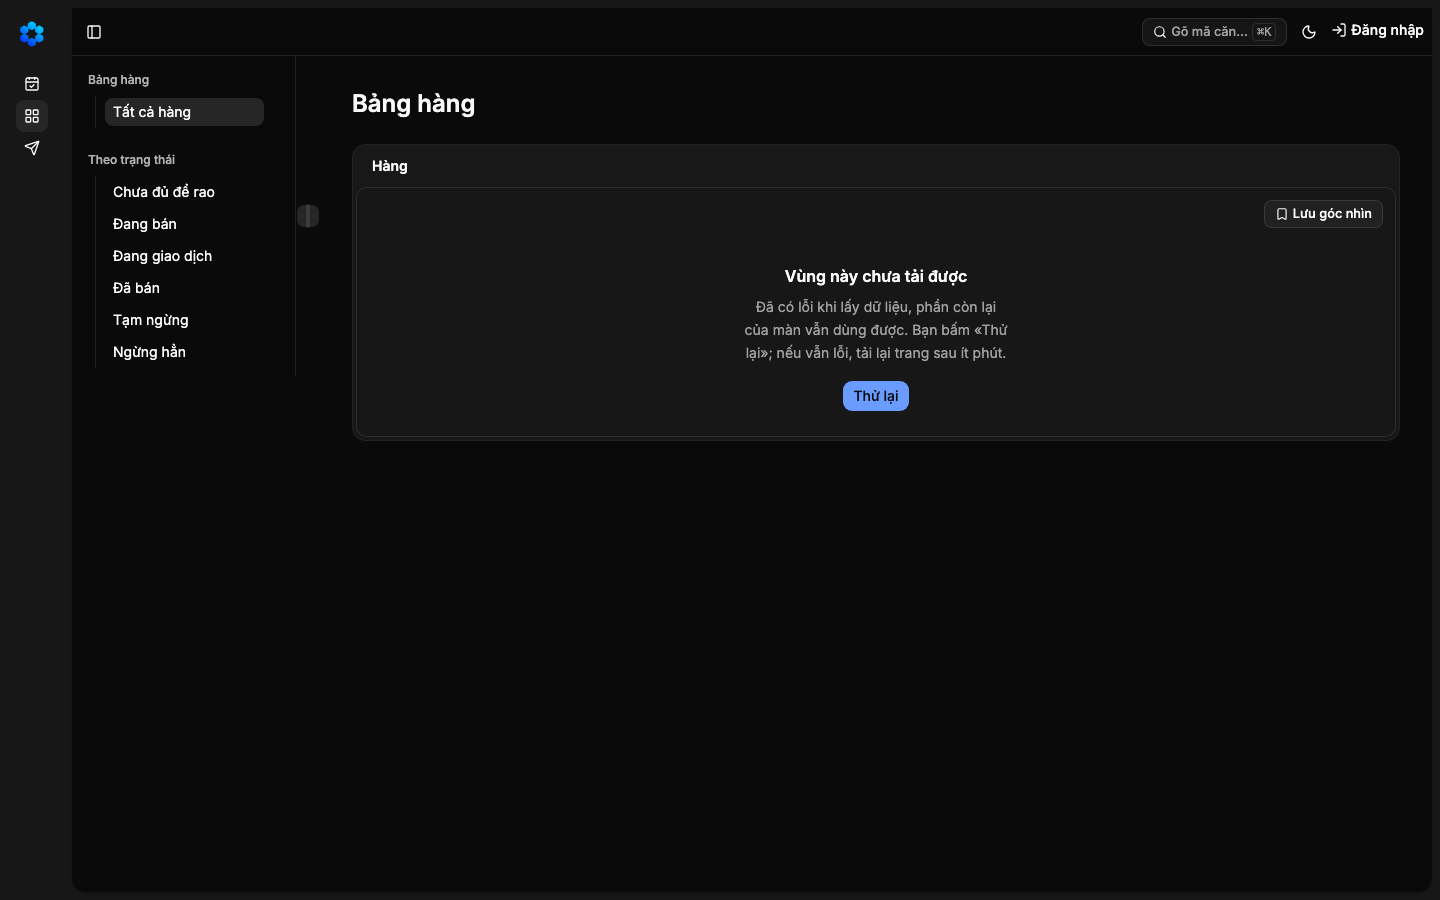 Gõ mã căn... ⌘K
Đăng nhập
Bảng hàng
Tất cả hàng
Theo trạng thái
Chưa đủ để rao
Đang bán
Đang giao dịch
Đã bán
Tạm ngừng
Ngừng hẳn
Bảng hàng
Hàng
Lưu góc nhìn
Vùng này chưa tải được
Đã có lỗi khi lấy dữ liệu, phần còn lại
của màn vẫn dùng được. Bạn bấm «Thử
lại»; nếu vẫn lỗi, tải lại trang sau ít phút.
Thử lại